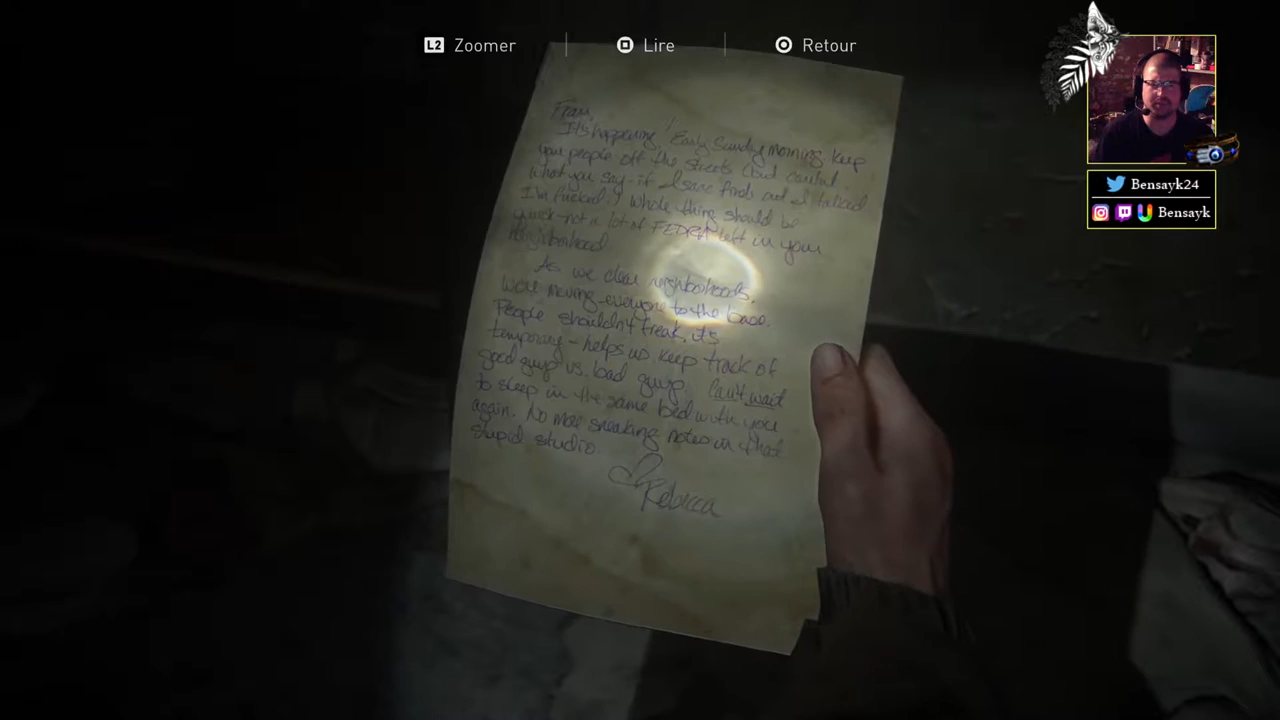 L2 Zoomer
Lire
Retour
Fran,
It's happening! Early Sunday morning. Keep
your people off the streets (but careful
what you say - if Isaac finds out I talked
I'm fucked.) Whole thing should be
quick - not a lot of FEDRA left in your
neighborhood.
As we clear neighborhoods,
we're moving everyone to the base.
People shouldn't freak, it's
temporary - helps us keep track of
good guys vs. bad guys. Can't wait
to sleep in the same bed with you
again. No more sneaking notes in that
stupid studio.
Rebecca
Bensayk24
Bensayk